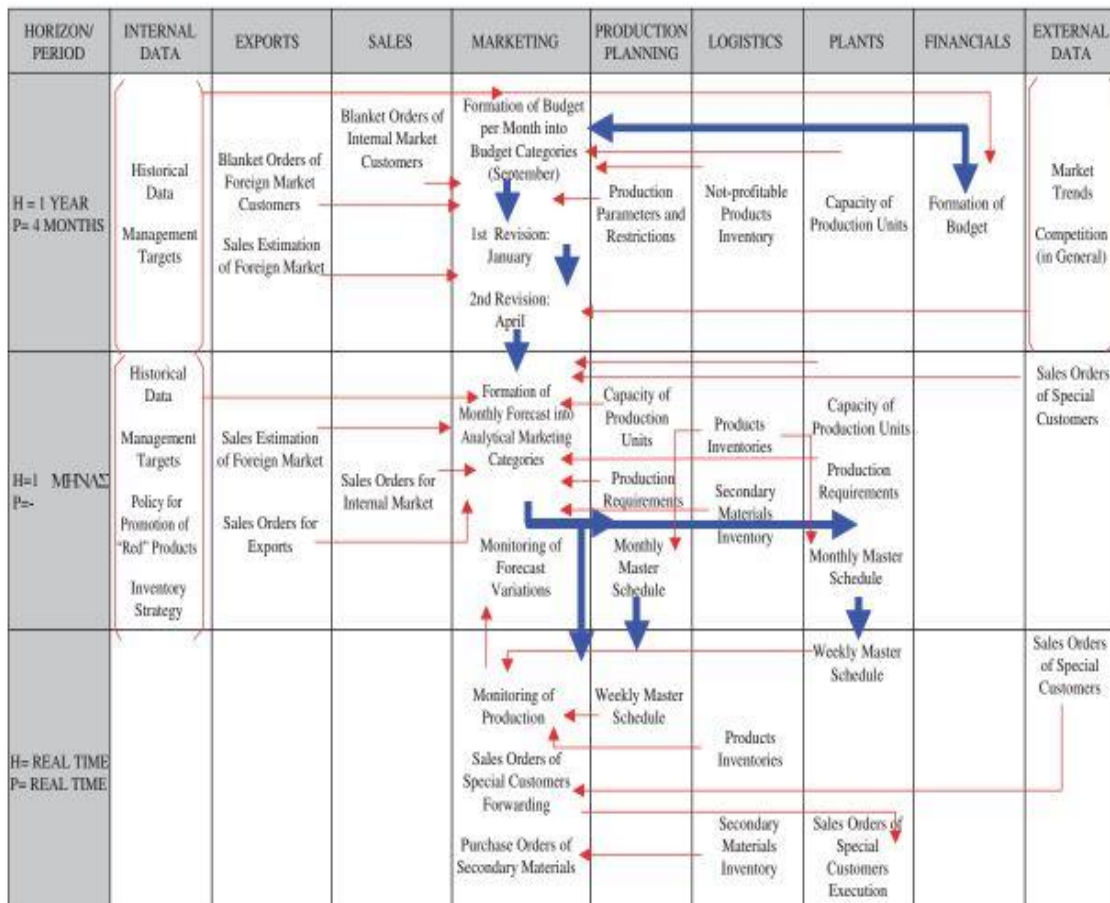 HORIZON/
PERIOD
INTERNAL
DATA
EXPORTS
SALES
MARKETING
PRODUCTION
PLANNING
LOGISTICS
PLANTS
FINANCIALS
EXTERNAL
DATA
H = 1 YEAR
P= 4 MONTHS
Historical
Data
Management
Targets
Blanket Orders of
Foreign Market
Customers
Sales Estimation
of Foreign Market
Blanket Orders of
Internal Market
Customers
Formation of Budget
per Month into
Budget Categories
(September)
1st Revision:
January
2nd Revision:
April
Production
Parameters and
Restrictions
Not-profitable
Products
Inventory
Capacity of
Production Units
Formation of
Budget
Market
Trends
Competition
(in General)
H=1 ΜΗΝΑΣ
P=-
Historical
Data
Management
Targets
Policy for
Promotion of
"Red" Products
Inventory
Strategy
Sales Estimation
of Foreign Market
Sales Orders for
Exports
Sales Orders for
Internal Market
Formation of
Monthly Forecast into
Analytical Marketing
Categories
Monitoring of
Forecast
Variations
Capacity of
Production
Units
Production
Requirements
Monthly
Master
Schedule
Products
Inventories
Secondary
Materials
Inventory
Capacity of
Production Units
Production
Requirements
Monthly Master
Schedule
Sales Orders
of Special
Customers
H= REAL TIME
P= REAL TIME
Monitoring of
Production
Sales Orders of
Special Customers
Forwarding
Purchase Orders of
Secondary Materials
Weekly Master
Schedule
Products
Inventories
Secondary
Materials
Inventory
Weekly Master
Schedule
Sales Orders of
Special
Customers
Execution
Sales Orders
of Special
Customers